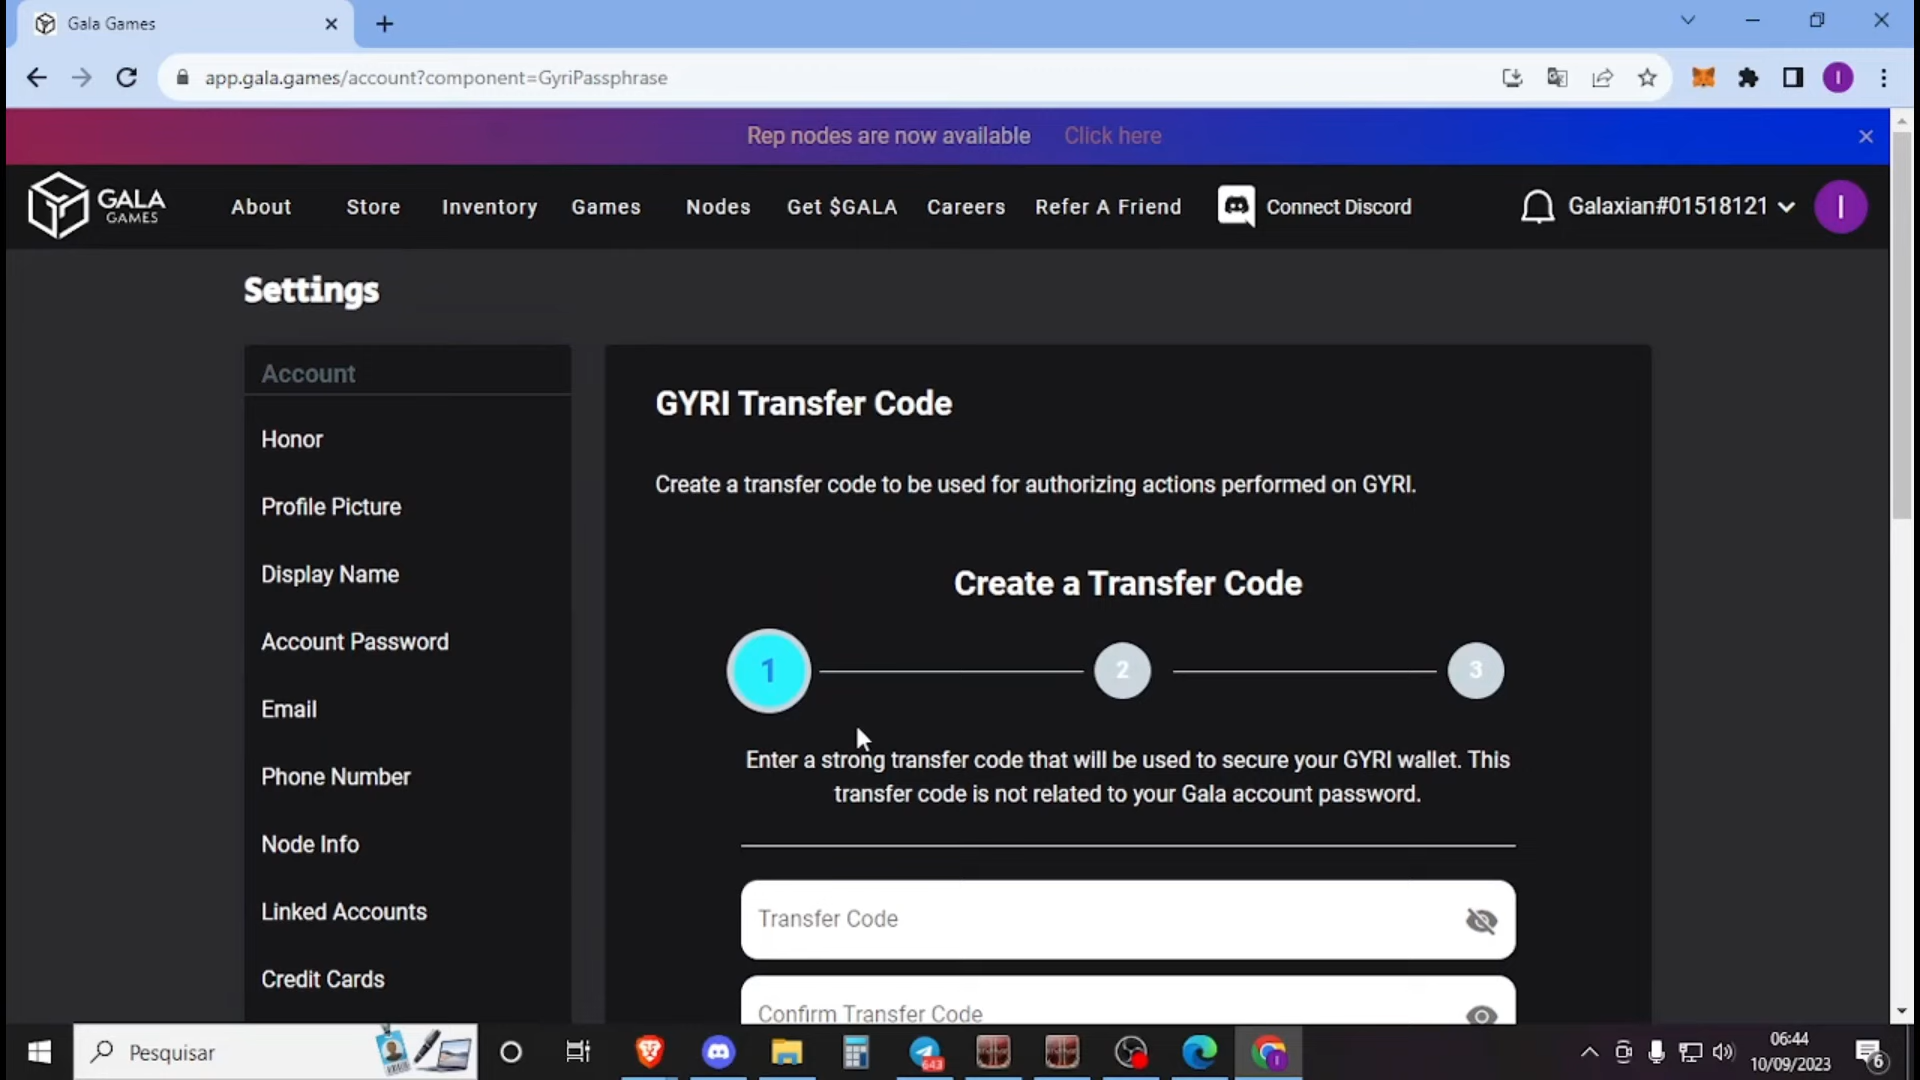 Gala Games
app.gala.games/account?component=GyriPassphrase
I
Rep nodes are now available Click here
GALA
GAMES
About Store Inventory Games Nodes Get $GALA Careers Refer A Friend Connect Discord Galaxian#01518121 I
Settings
Account
Honor
Profile Picture
Display Name
Account Password
Email
Phone Number
Node Info
Linked Accounts
Credit Cards
GYRI Transfer Code
Create a transfer code to be used for authorizing actions performed on GYRI.
Create a Transfer Code
1 2 3
Enter a strong transfer code that will be used to secure your GYRI wallet. This
transfer code is not related to your Gala account password.
Transfer Code
Confirm Transfer Code
Pesquisar
643
06:44
10/09/2023
6